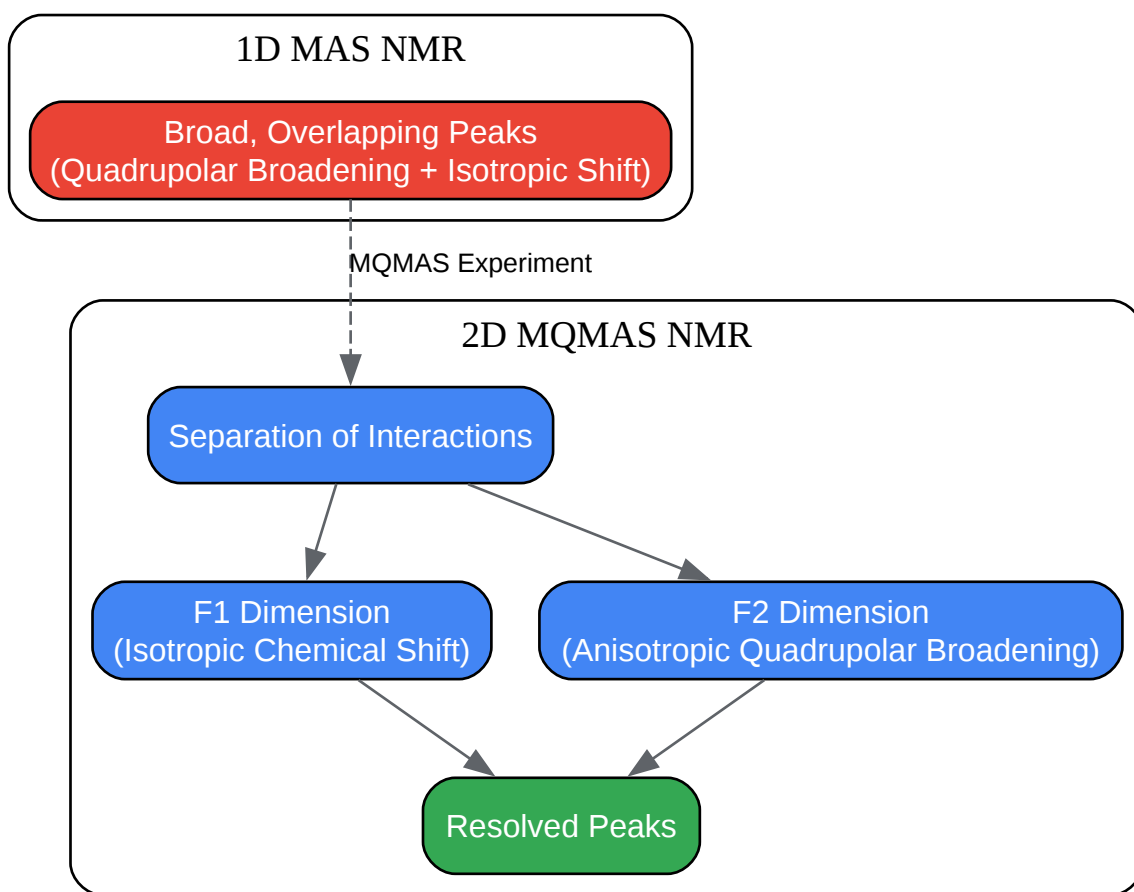 1D MAS NMR
Broad, Overlapping Peaks
(Quadrupolar Broadening + Isotropic Shift)
MQMAS Experiment
2D MQMAS NMR
Separation of Interactions
F1 Dimension
(Isotropic Chemical Shift)
F2 Dimension
(Anisotropic Quadrupolar Broadening)
Resolved Peaks